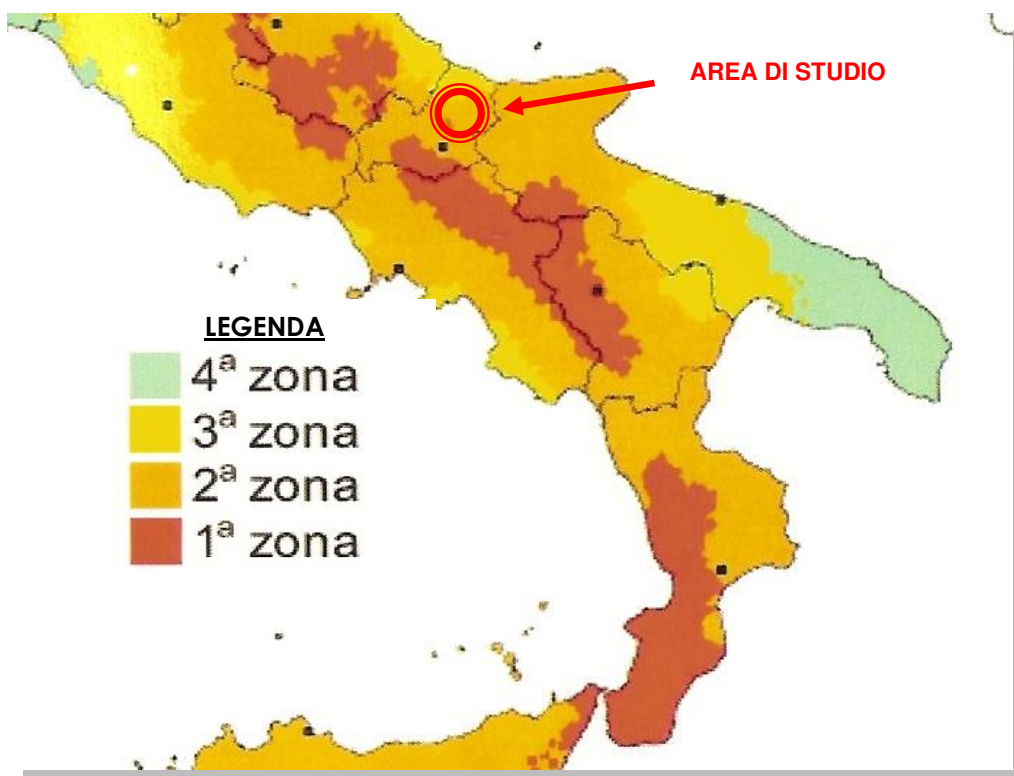 AREA DI STUDIO
LEGENDA
4ª zona
3ª zona
2ª zona
1ª zona